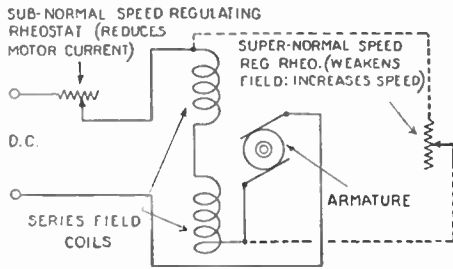 SUB-NORMAL SPEED REGULATING
RHEOSTAT (REDUCES
MOTOR CURRENT)
SUPER-NORMAL SPEED
REG RHEO. (WEAKENS
FIELD: INCREASES SPEED)
D.C.
ARMATURE
SERIES FIELD
COILS